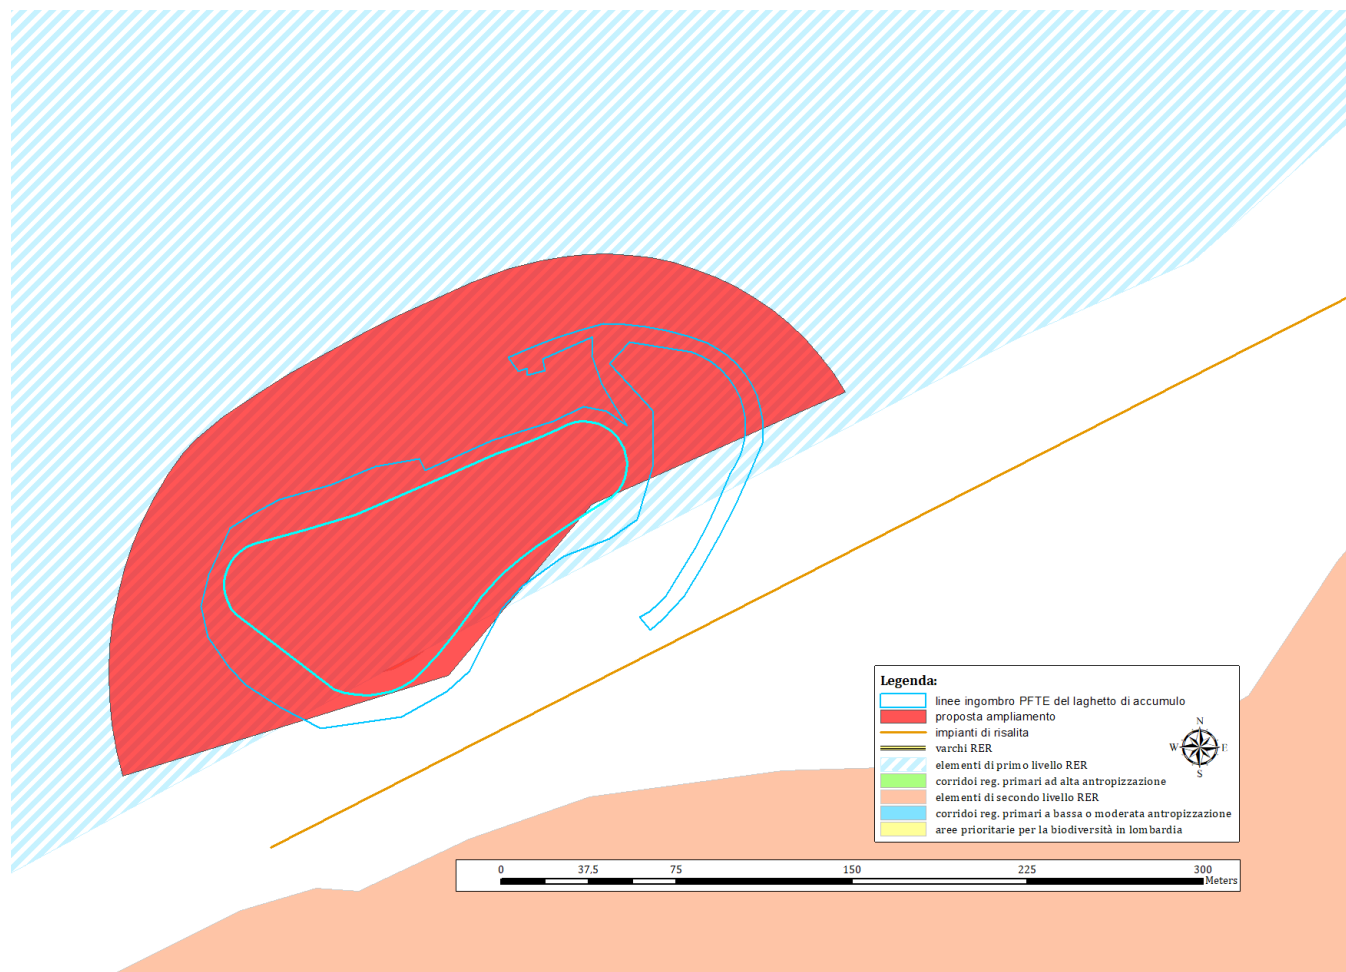 Legenda:
linee ingombro PFTE del laghetto di accumulo
proposta ampliamento
impianti di risalita
varchi RER
elementi di primo livello RER
corridoi reg. primari ad alta antropizzazione
elementi di secondo livello RER
corridoi reg. primari a bassa o moderata antropizzazione
aree prioritarie per la biodiversità in lombardia
N
W E
S
0 37,5 75 150 225 300
Meters